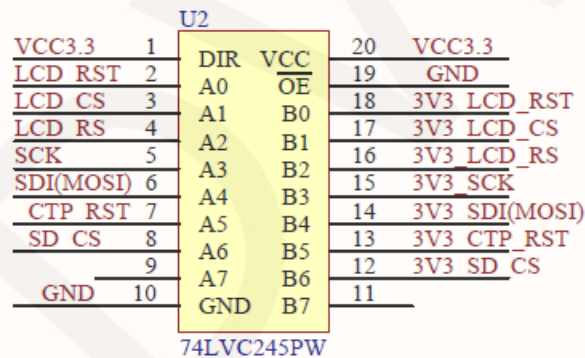 U2
VCC3.3 1 DIR VCC 20 VCC3.3
LCD_RST 2 A0 OE 19 GND
LCD_CS 3 A1 B0 18 3V3_LCD_RST
LCD_RS 4 A2 B1 17 3V3_LCD_CS
SCK 5 A3 B2 16 3V3_LCD_RS
SDI(MOSI) 6 A4 B3 15 3V3_SCK
CTP_RST 7 A5 B4 14 3V3_SDI(MOSI)
SD_CS 8 A6 B5 13 3V3_CTP_RST
9 A7 B6 12 3V3_SD_CS
GND 10 GND B7 11
74LVC245PW